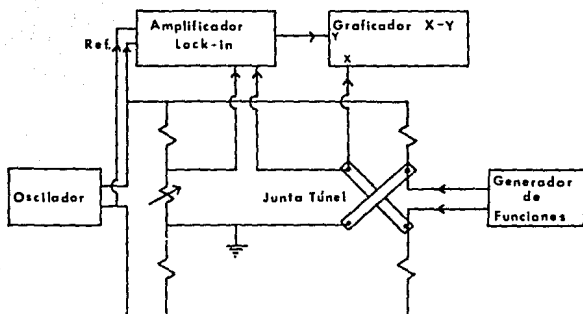 Amplificador
Lock-in
Graficador X-Y
Y
X
Ref.
Oscilador
Junta Túnel
Generador
de
Funciones